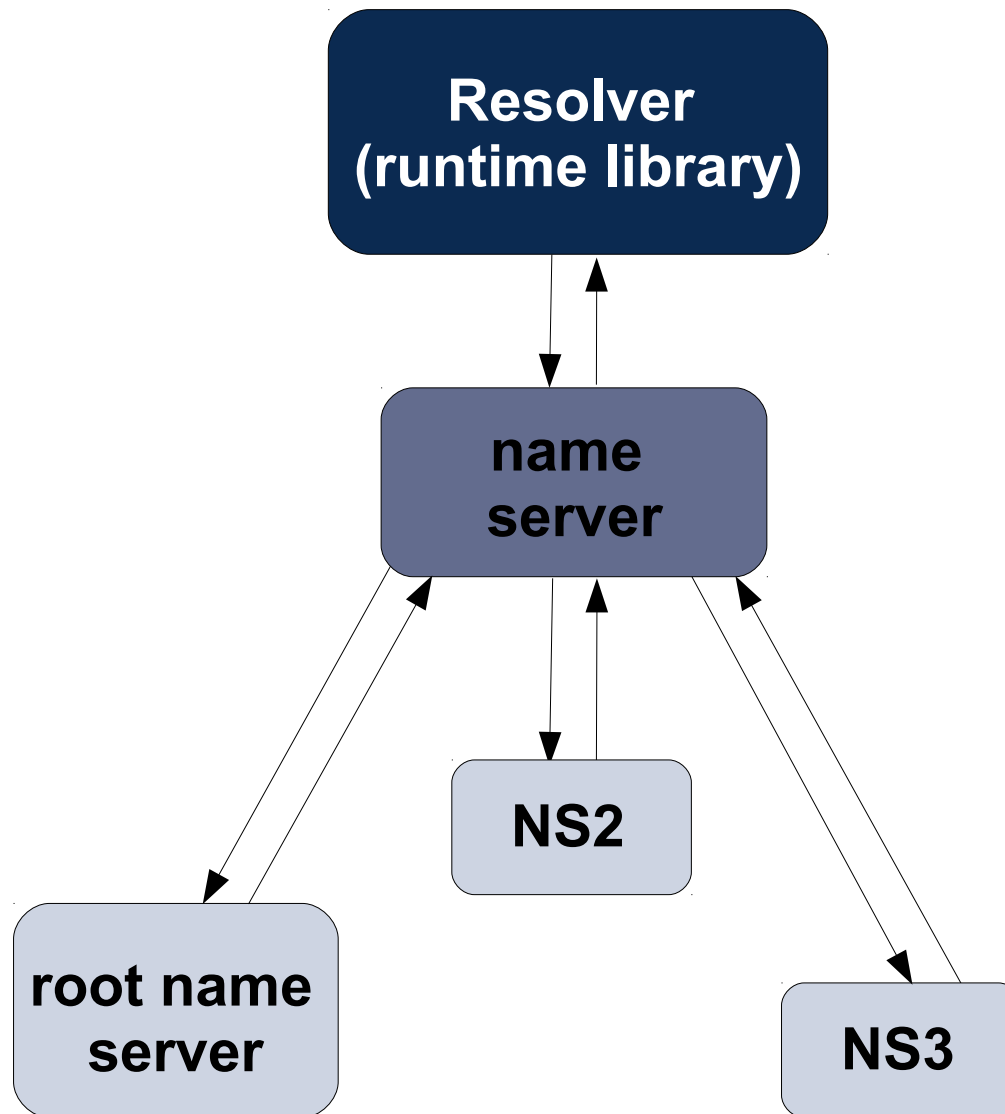 Resolver
(runtime library)
name
server
NS2
root name
server
NS3